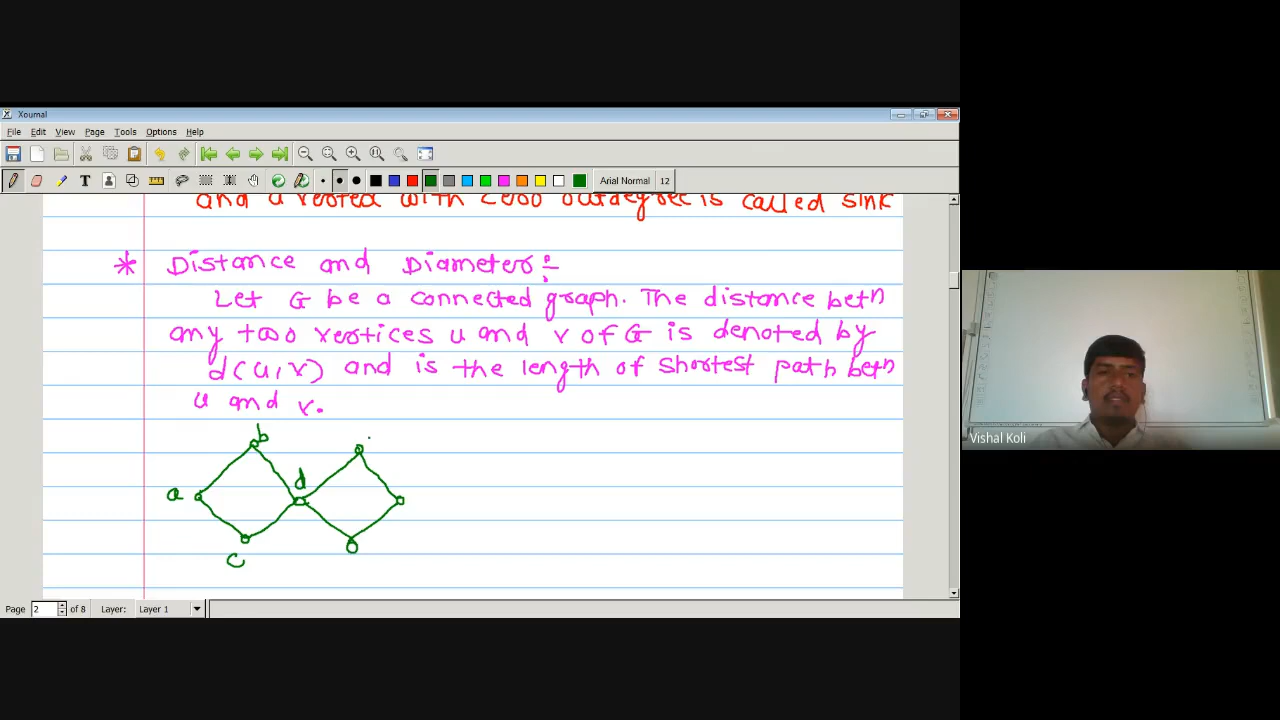 Xournal
File Edit View Page Tools Options Help
Arial Normal 12
and a vertex with zero outdegree is called sink
* Distance and Diameter :-
Let G be a connected graph. The distance betn
any two vertices u and v of G is denoted by
d(u,v) and is the length of shortest path betn
u and v.
b
d
a
c
Vishal Koli
Page 2 of 8 Layer: Layer 1